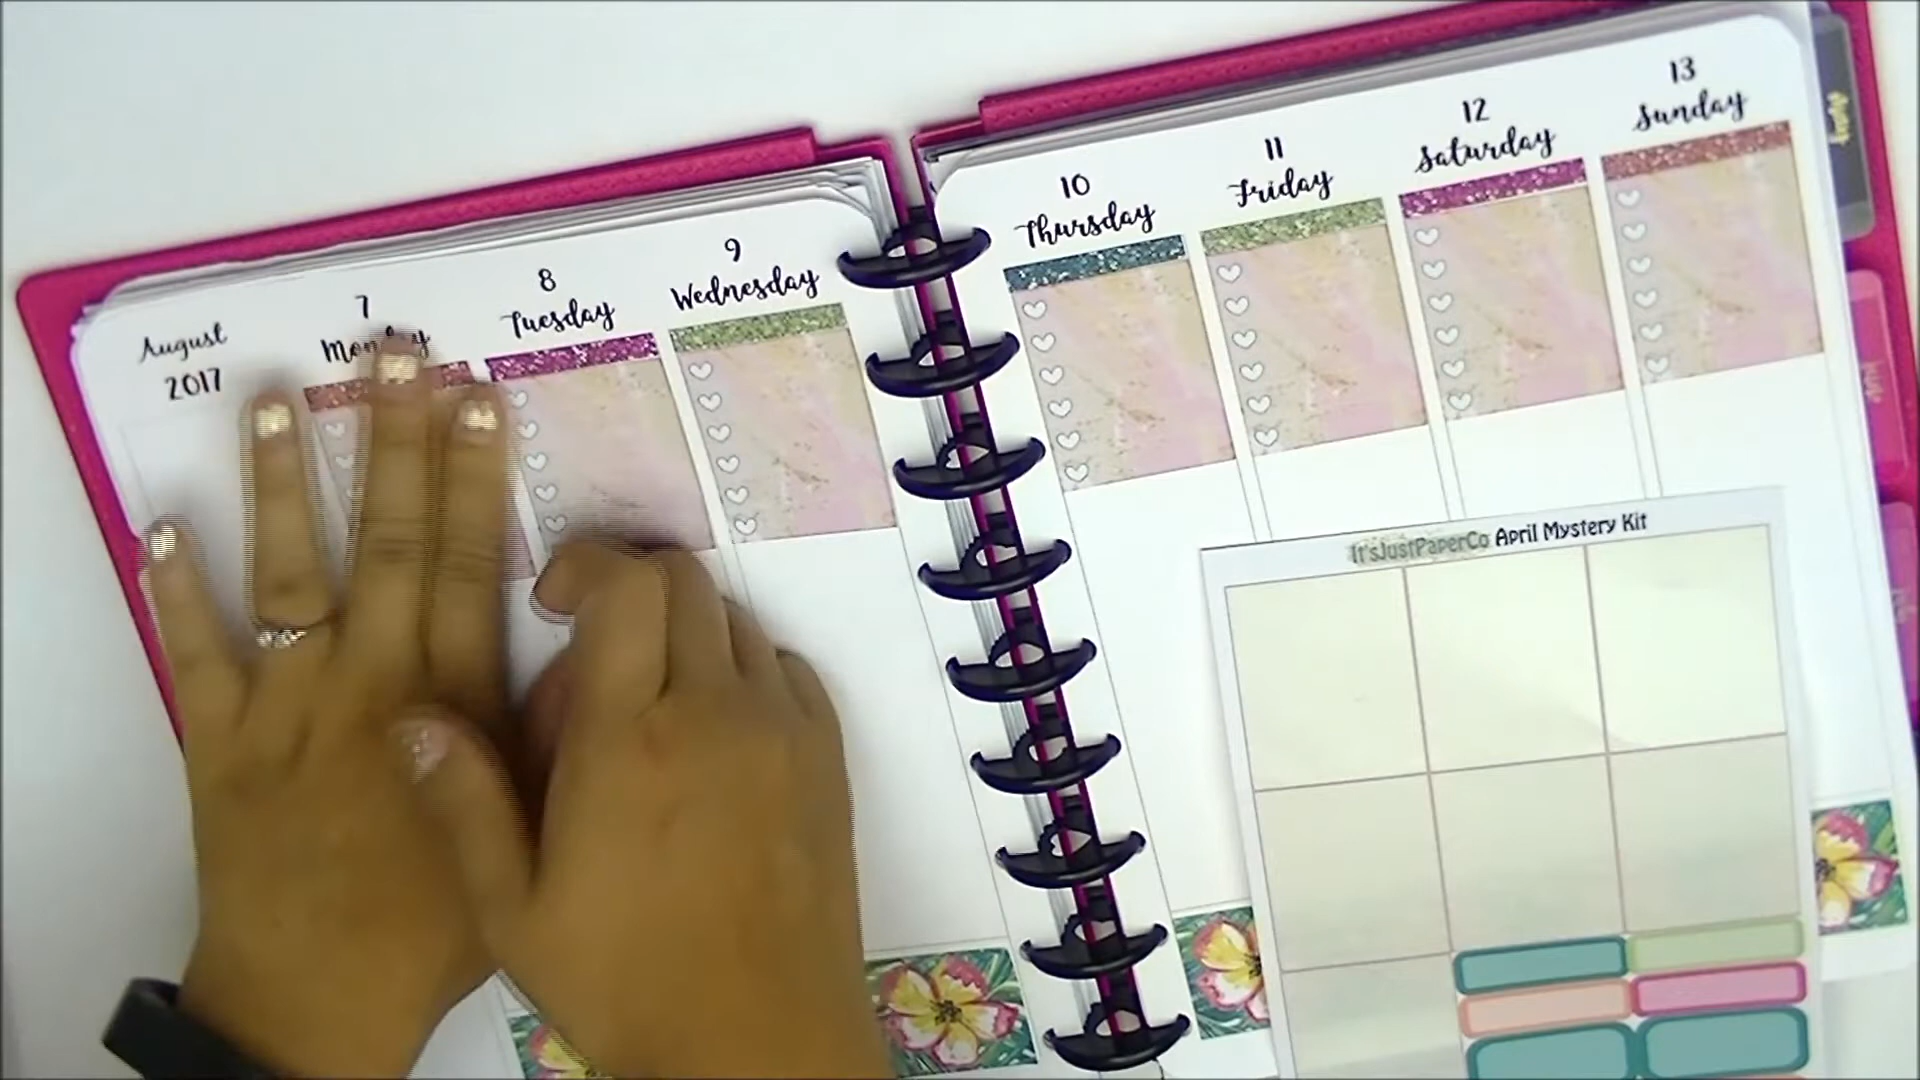 August
2017
7
Monday
8
Tuesday
9
Wednesday
10
Thursday
11
Friday
12
Saturday
13
Sunday
It'sJustPaperCo April Mystery Kit